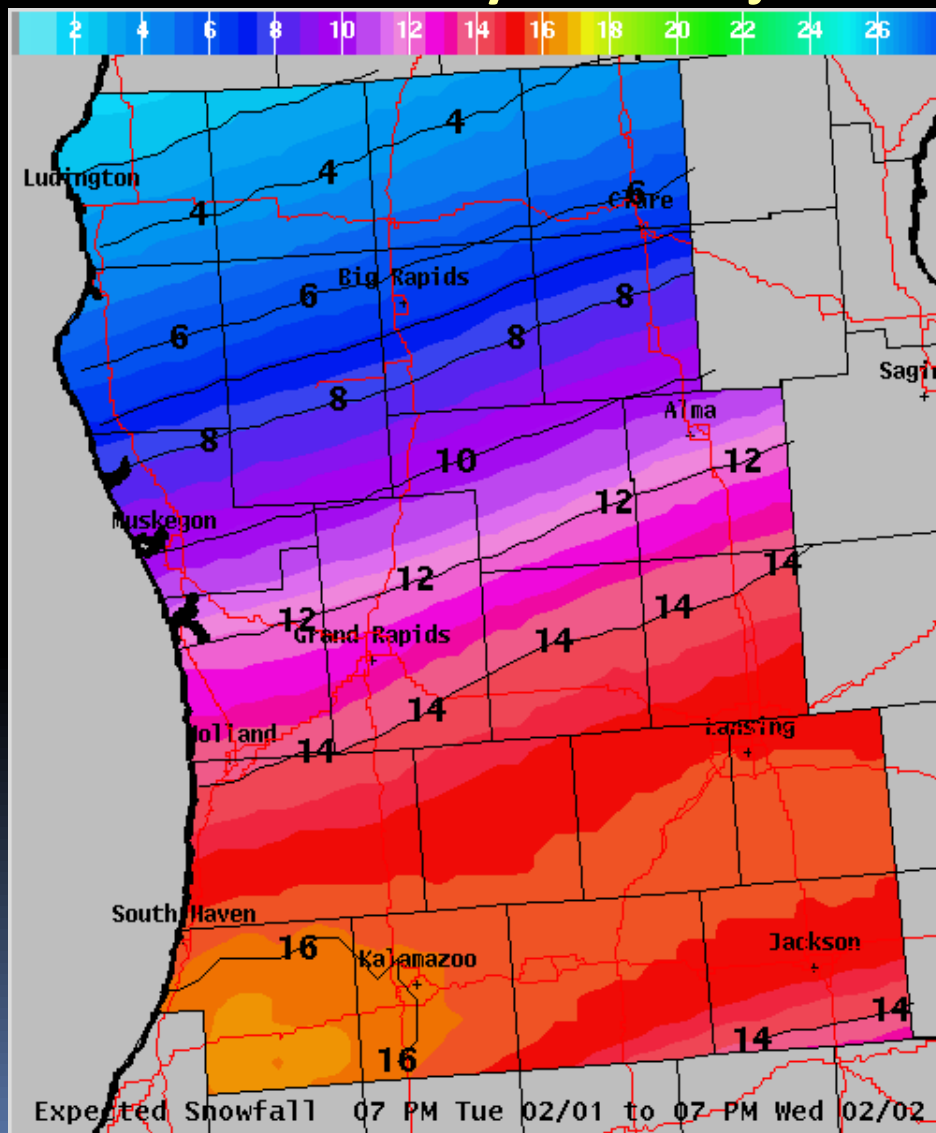 2 4 6 8 10 12 14 16 18 20 22 24 26
4
Ludington
4
6
4
Clare
Big Rapids
6
8
6
8
8
Alma
8
10
12
12
Muskegon
14
12
14
12
Grand Rapids
14
14
Lansing
Holland
14
South Haven
16
Jackson
Kalamazoo
14
14
16
Expected Snowfall 07 PM Tue 02/01 to 07 PM Wed 02/02